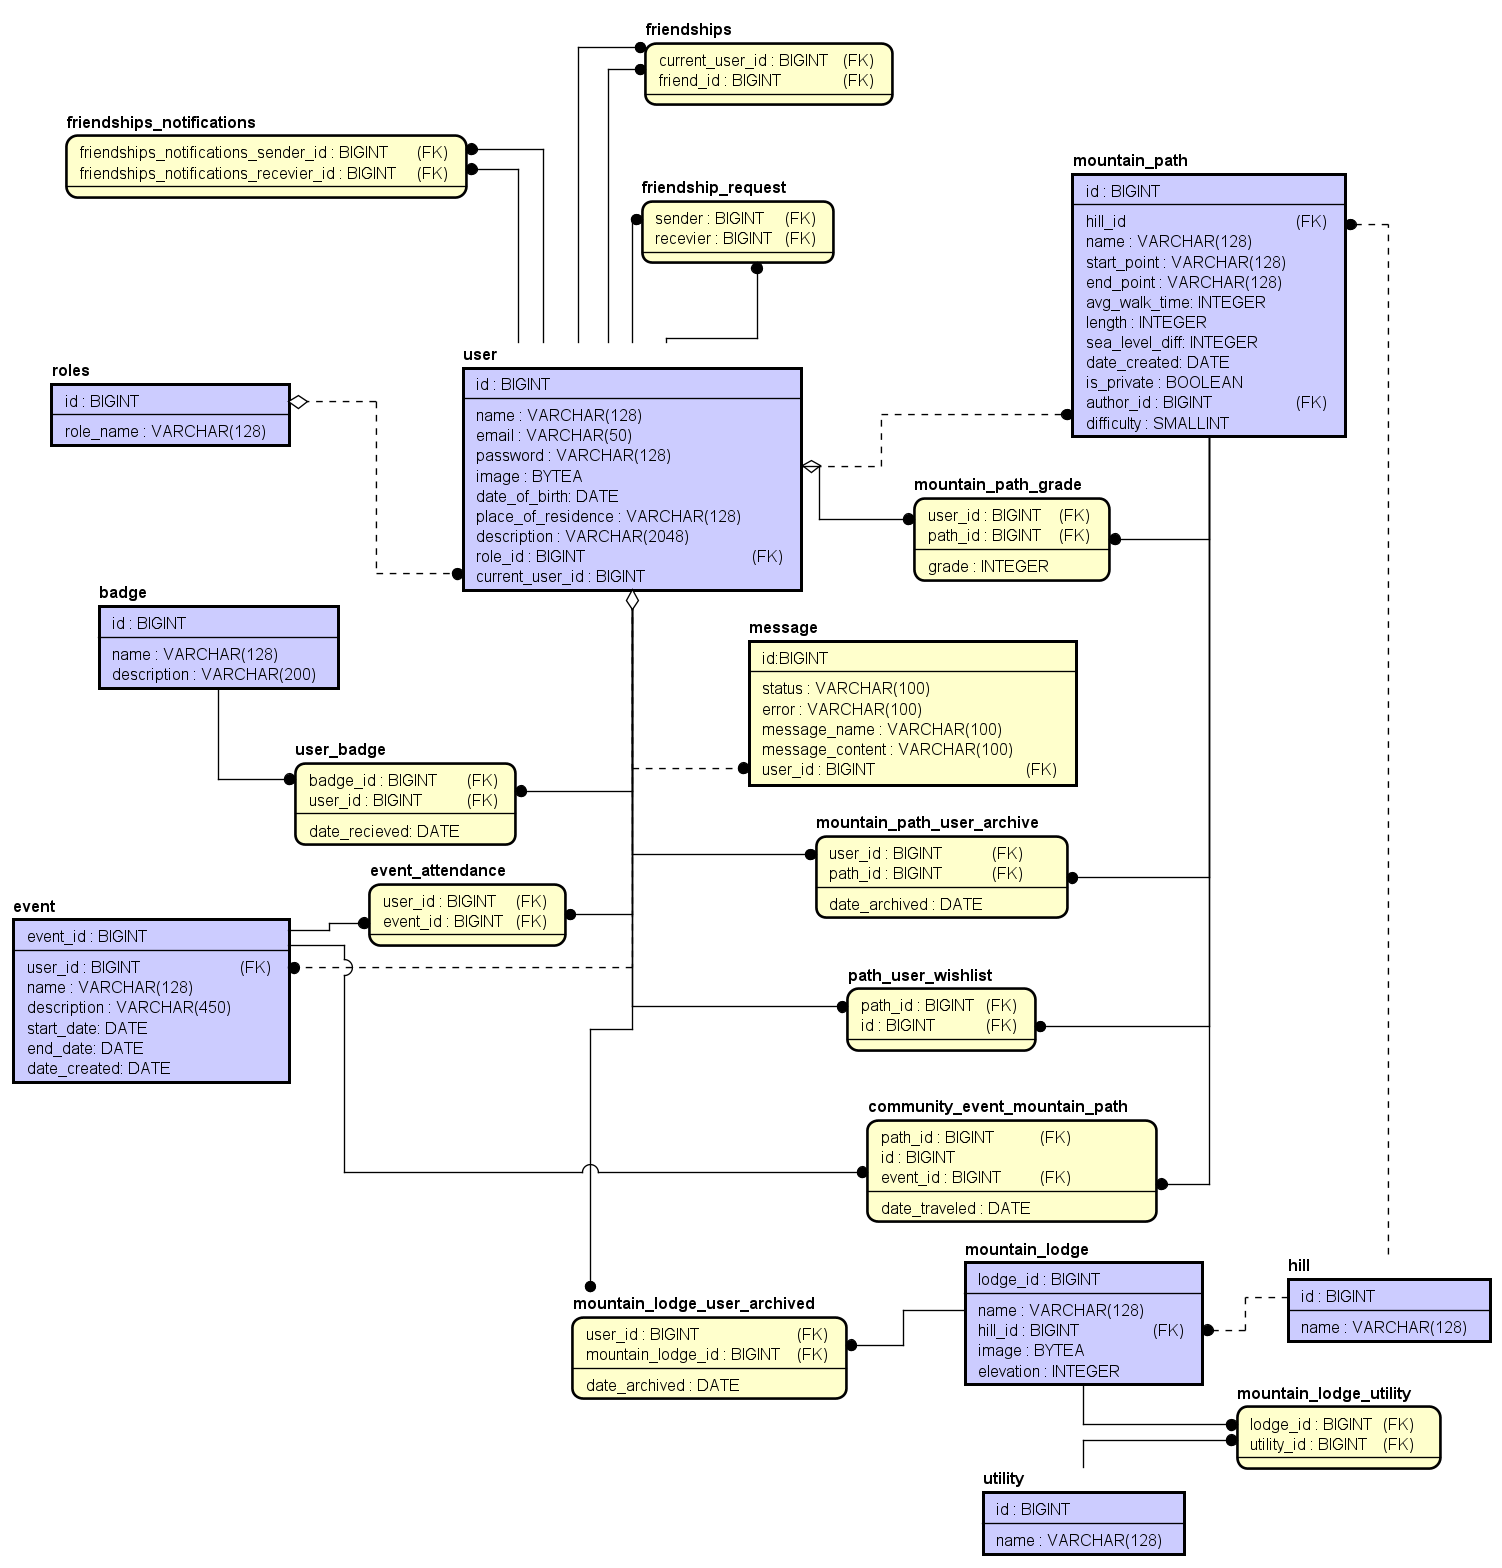 friendships
current_user_id : BIGINT (FK)
friend_id : BIGINT (FK)
friendships_notifications
friendships_notifications_sender_id : BIGINT (FK)
friendships_notifications_recevier_id : BIGINT (FK)
friendship_request
sender : BIGINT (FK)
recevier : BIGINT (FK)
mountain_path
id : BIGINT
hill_id (FK)
name : VARCHAR(128)
start_point : VARCHAR(128)
end_point : VARCHAR(128)
avg_walk_time: INTEGER
length : INTEGER
sea_level_diff: INTEGER
date_created: DATE
is_private : BOOLEAN
author_id : BIGINT (FK)
difficulty : SMALLINT
roles
id : BIGINT
role_name : VARCHAR(128)
user
id : BIGINT
name : VARCHAR(128)
email : VARCHAR(50)
password : VARCHAR(128)
image : BYTEA
date_of_birth: DATE
place_of_residence : VARCHAR(128)
description : VARCHAR(2048)
role_id : BIGINT (FK)
current_user_id : BIGINT
mountain_path_grade
user_id : BIGINT (FK)
path_id : BIGINT (FK)
grade : INTEGER
badge
id : BIGINT
name : VARCHAR(128)
description : VARCHAR(200)
message
id:BIGINT
status : VARCHAR(100)
error : VARCHAR(100)
message_name : VARCHAR(100)
message_content : VARCHAR(100)
user_id : BIGINT (FK)
user_badge
badge_id : BIGINT (FK)
user_id : BIGINT (FK)
date_recieved: DATE
mountain_path_user_archive
user_id : BIGINT (FK)
path_id : BIGINT (FK)
date_archived : DATE
event_attendance
user_id : BIGINT (FK)
event_id : BIGINT (FK)
event
event_id : BIGINT
user_id : BIGINT (FK)
name : VARCHAR(128)
description : VARCHAR(450)
start_date: DATE
end_date: DATE
date_created: DATE
path_user_wishlist
path_id : BIGINT (FK)
id : BIGINT (FK)
community_event_mountain_path
path_id : BIGINT (FK)
id : BIGINT
event_id : BIGINT (FK)
date_traveled : DATE
mountain_lodge
lodge_id : BIGINT
name : VARCHAR(128)
hill_id : BIGINT (FK)
image : BYTEA
elevation : INTEGER
hill
id : BIGINT
name : VARCHAR(128)
mountain_lodge_user_archived
user_id : BIGINT (FK)
mountain_lodge_id : BIGINT (FK)
date_archived : DATE
mountain_lodge_utility
lodge_id : BIGINT (FK)
utility_id : BIGINT (FK)
utility
id : BIGINT
name : VARCHAR(128)